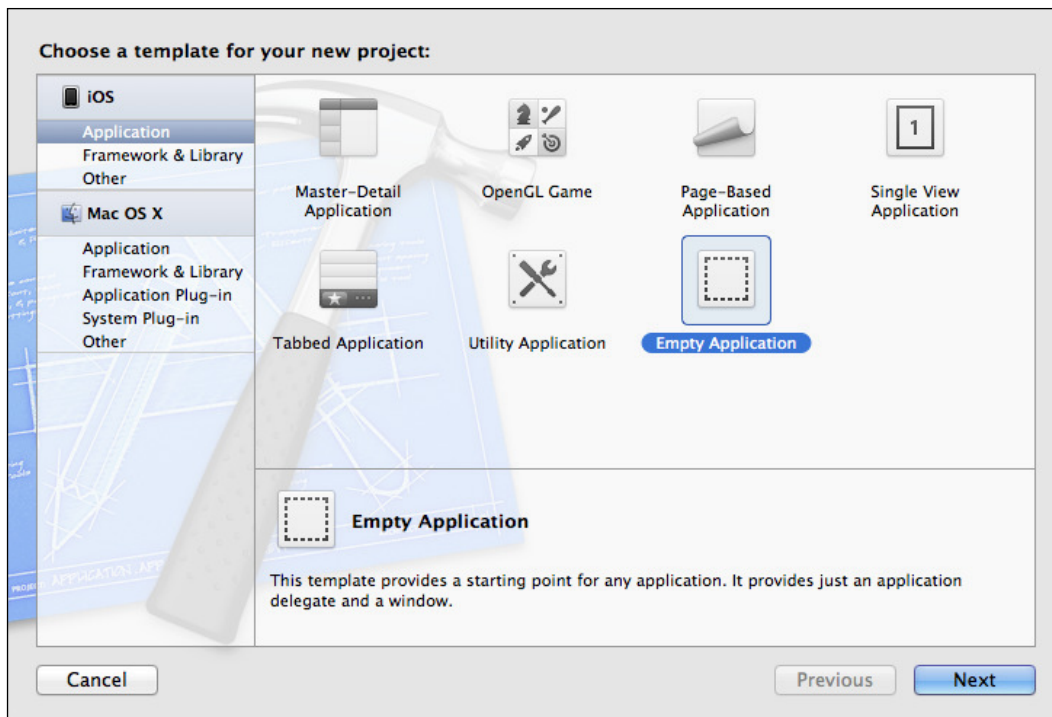 Choose a template for your new project:
iOS
Application
Framework & Library
Other
Mac OS X
Application
Framework & Library
Application Plug-in
System Plug-in
Other
Master-Detail
Application
OpenGL Game
Page-Based
Application
1
Single View
Application
Tabbed Application
Utility Application
Empty Application
Empty Application
This template provides a starting point for any application. It provides just an application
delegate and a window.
Cancel
Previous
Next